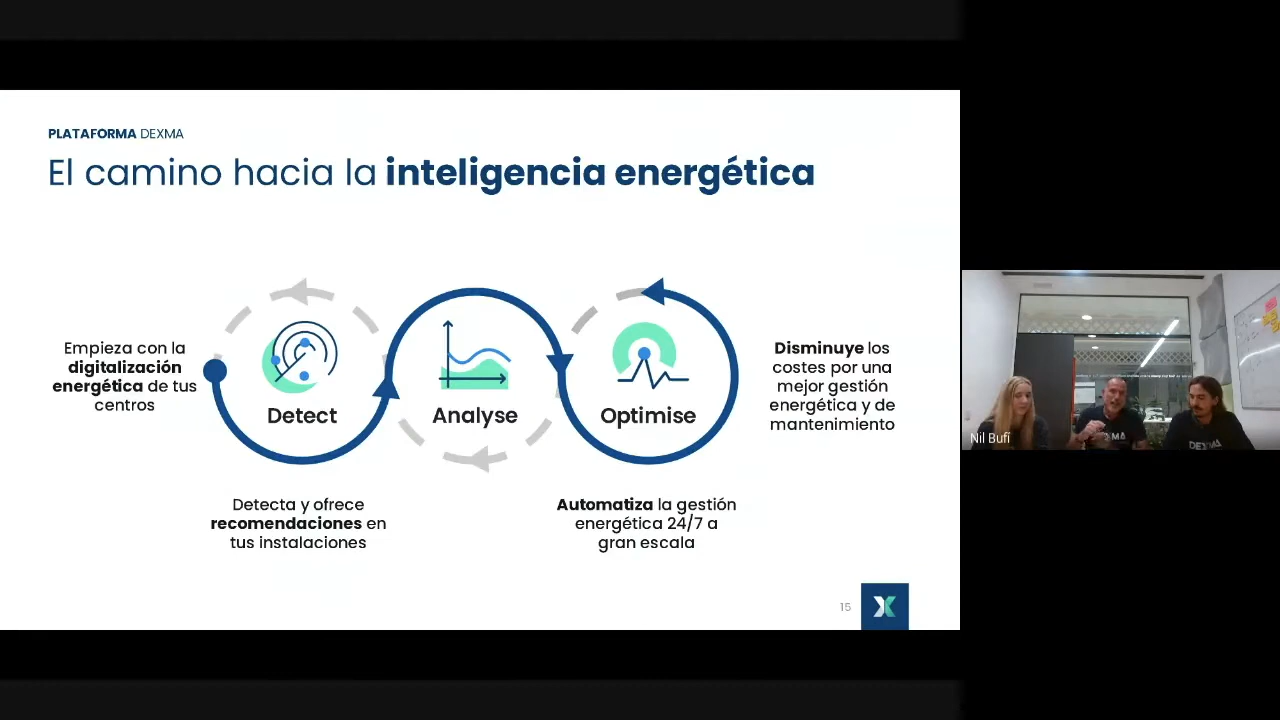 PLATAFORMA DEXMA
El camino hacia la inteligencia energética
Empieza con la
digitalización
energética de tus
centros
Detect
Analyse
Optimise
Disminuye los
costes por una
mejor gestión
energética y de
mantenimiento
Detecta y ofrece
recomendaciones en
tus instalaciones
Automatiza la gestión
energética 24/7 a
gran escala
15
Nil Bufí
DEXMA